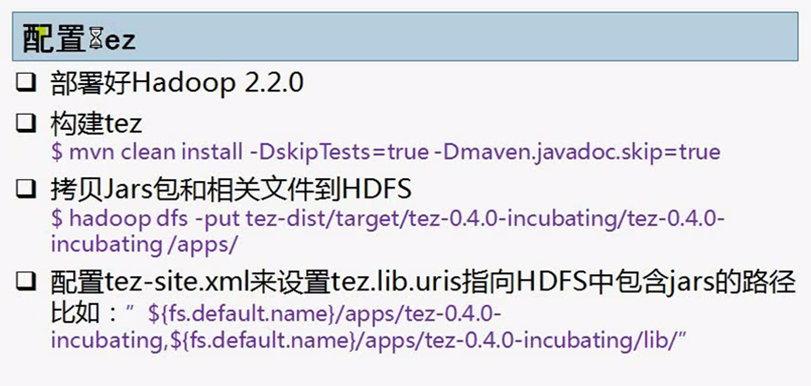 配置ez
部署好Hadoop 2.2.0
构建tez
$ mvn clean install -DskipTests=true -Dmaven.javadoc.skip=true
拷贝Jars包和相关文件到HDFS
$ hadoop dfs -put tez-dist/target/tez-0.4.0-incubating/tez-0.4.0-
incubating /apps/
配置tez-site.xml来设置tez.lib.uris指向HDFS中包含jars的路径
比如：”${fs.default.name}/apps/tez-0.4.0-
incubating,${fs.default.name}/apps/tez-0.4.0-incubating/lib/”